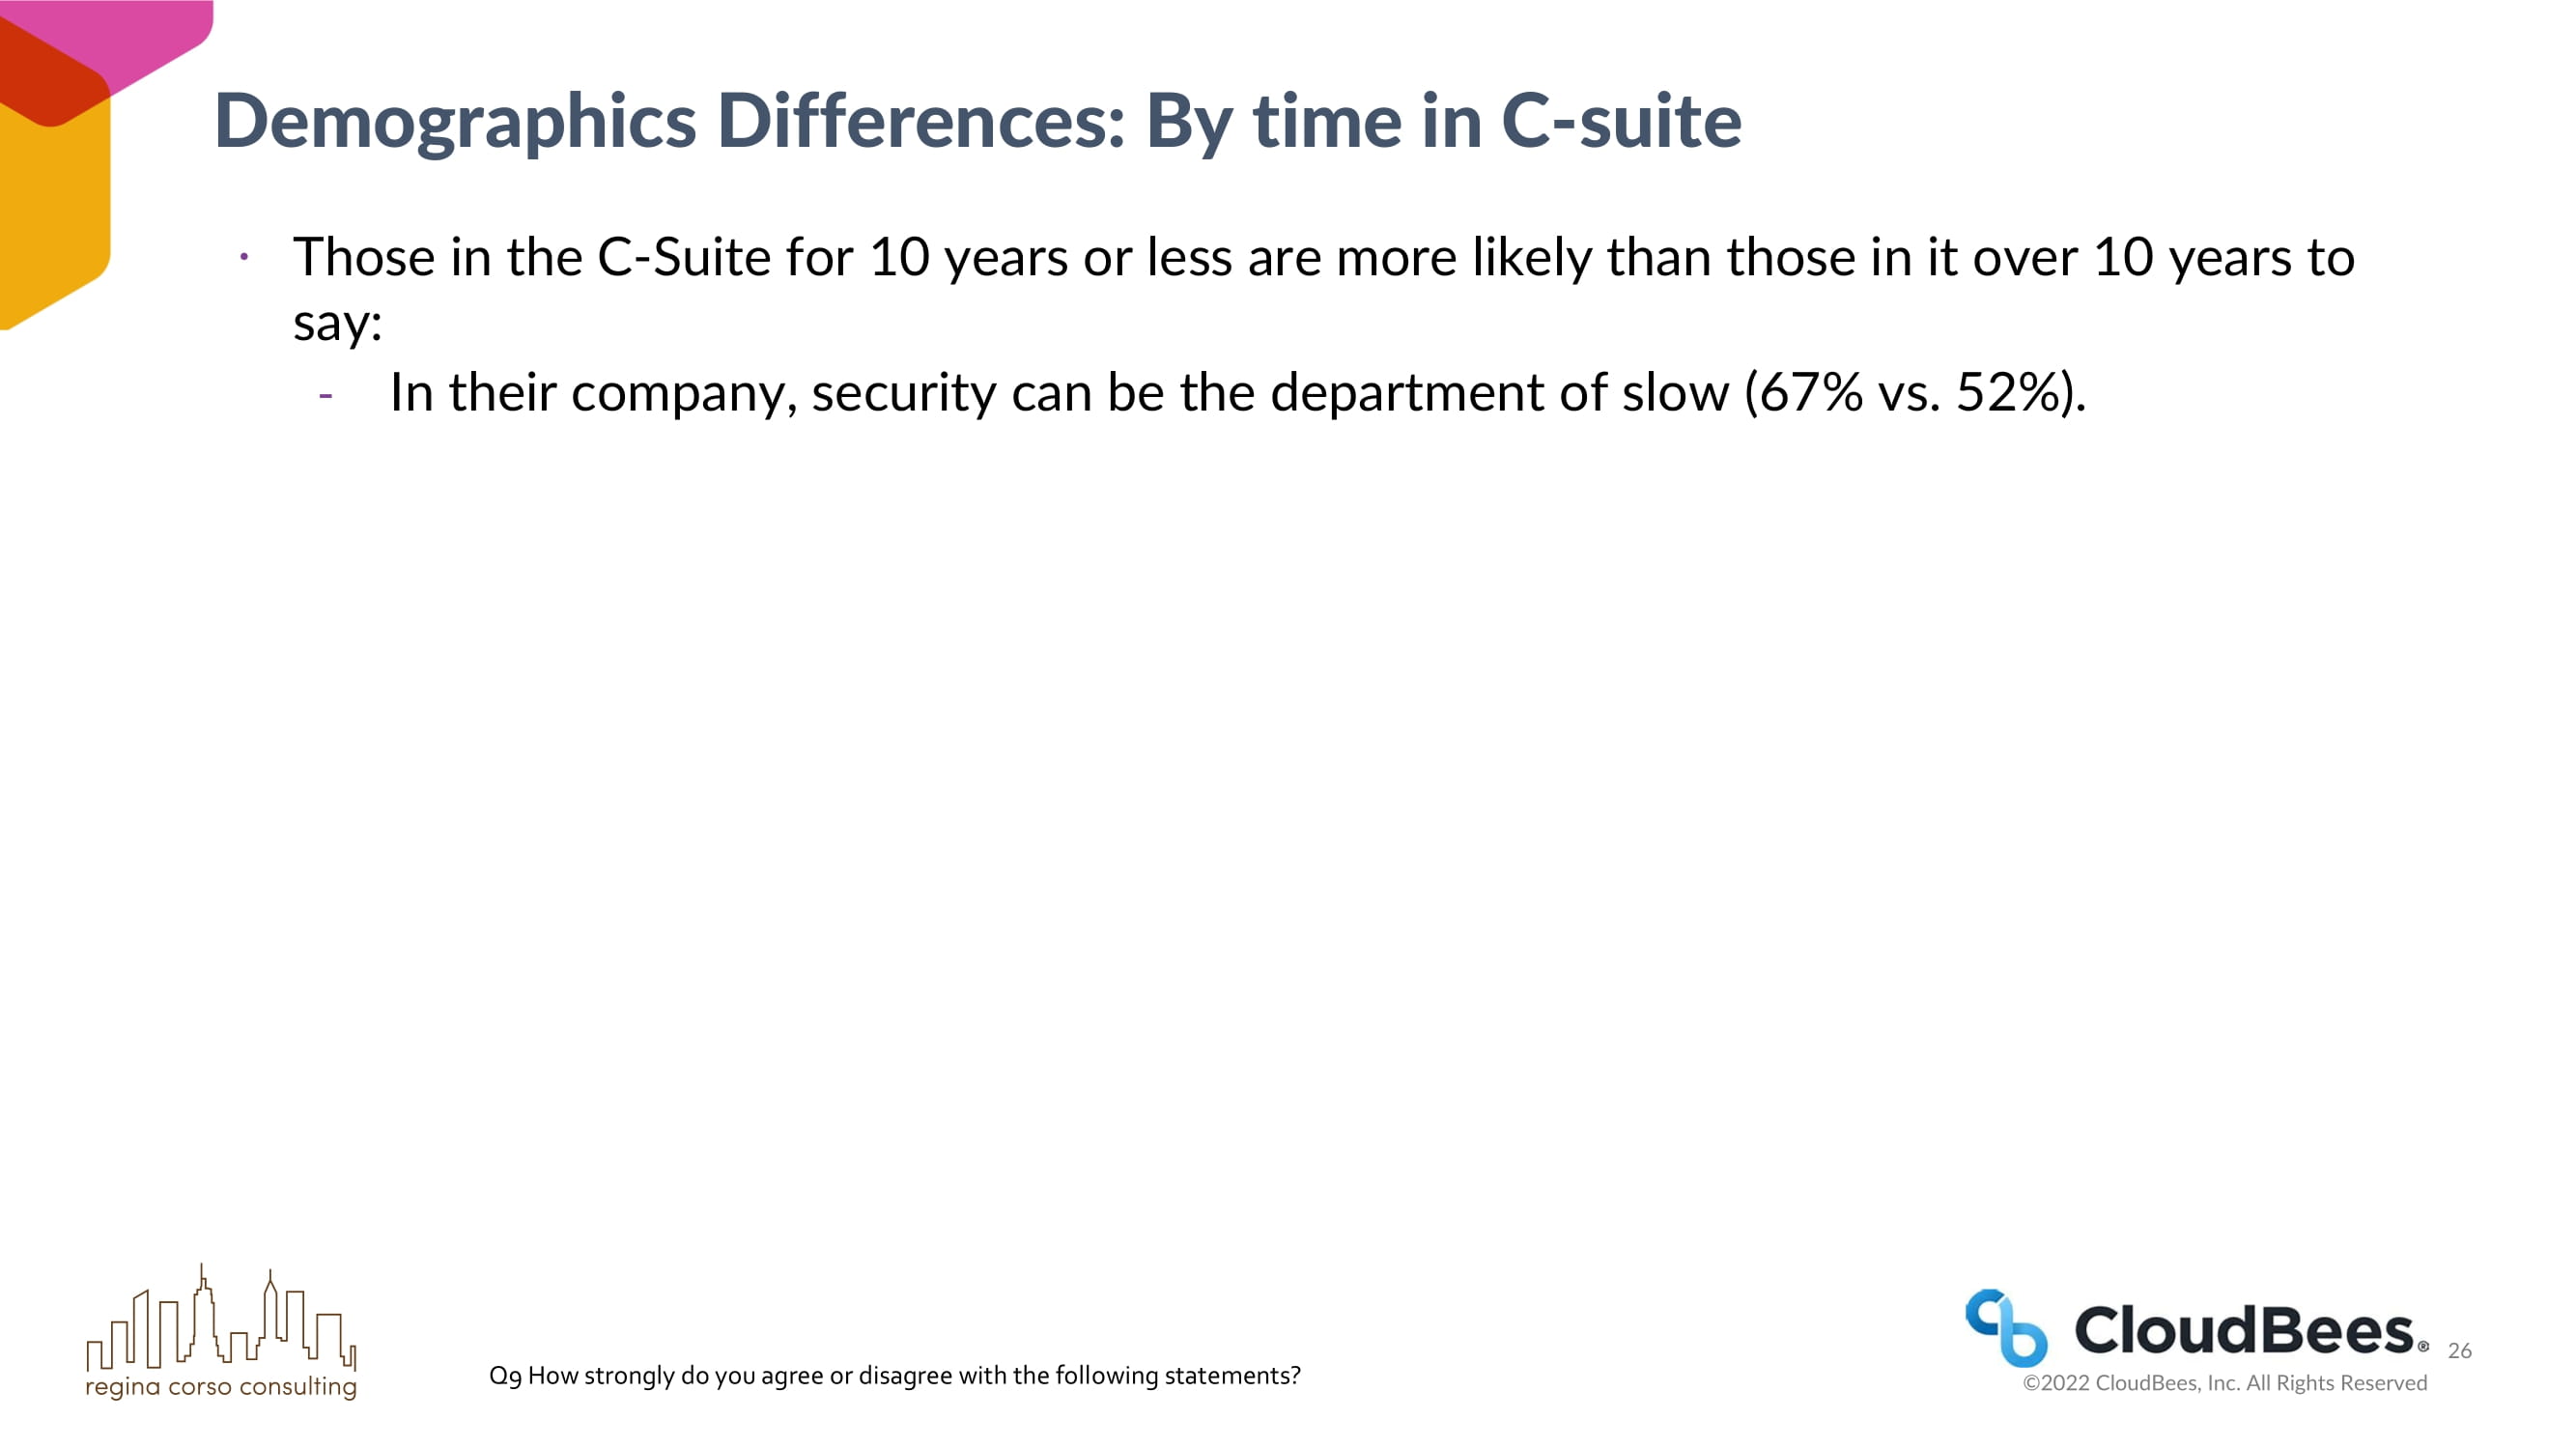 Demographics Differences: By time in C-suite
· Those in the C-Suite for 10 years or less are more likely than those in it over 10 years to
say:
- In their company, security can be the department of slow (67% vs. 52%).
regina corso consulting
Q9 How strongly do you agree or disagree with the following statements?
CloudBees®
26
©2022 CloudBees, Inc. All Rights Reserved